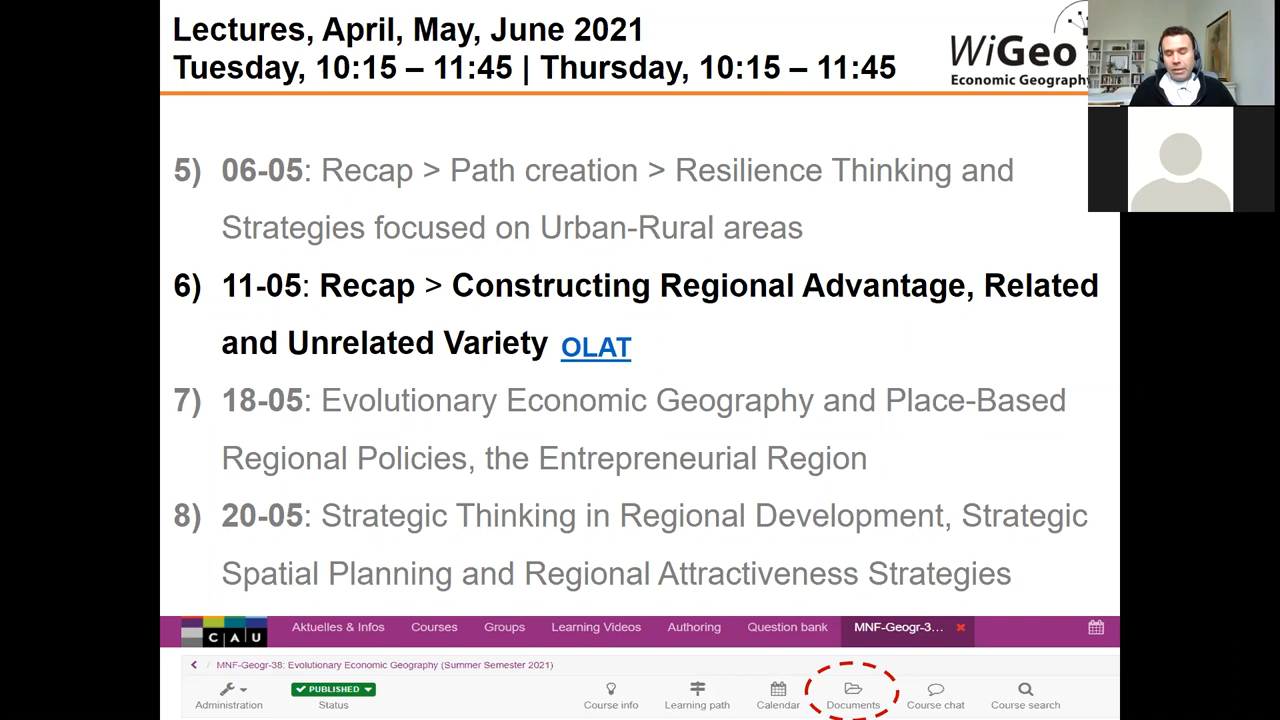 Lectures, April, May, June 2021
Tuesday, 10:15 – 11:45 | Thursday, 10:15 – 11:45
WiGeo
Economic Geography
5) 06-05: Recap > Path creation > Resilience Thinking and
Strategies focused on Urban-Rural areas
6) 11-05: Recap > Constructing Regional Advantage, Related
and Unrelated Variety OLAT
7) 18-05: Evolutionary Economic Geography and Place-Based
Regional Policies, the Entrepreneurial Region
8) 20-05: Strategic Thinking in Regional Development, Strategic
Spatial Planning and Regional Attractiveness Strategies
C|A|U Aktuelles & Infos Courses Groups Learning Videos Authoring Question bank MNF-Geogr-3...
MNF-Geogr-38: Evolutionary Economic Geography (Summer Semester 2021)
PUBLISHED
Administration Status Course info Learning path Calendar Documents Course chat Course search